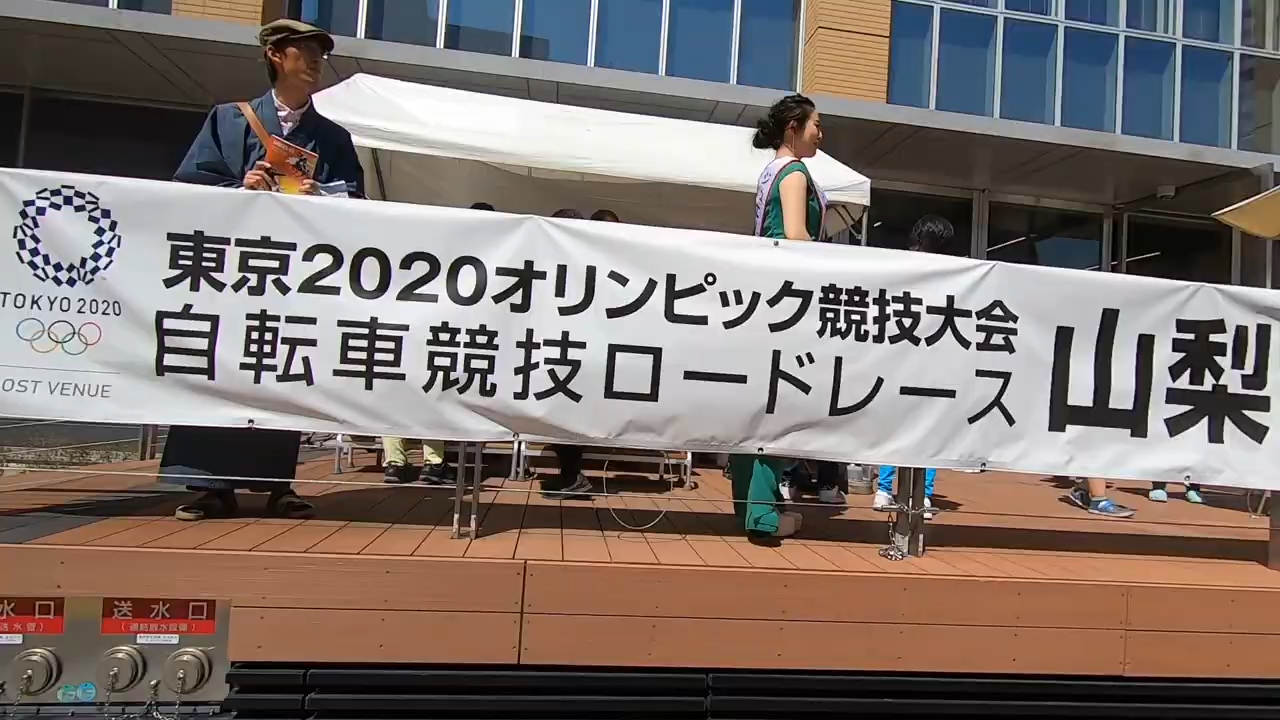 東京2020オリンピック競技大会
自転車競技ロードレース
山梨
TOKYO 2020
OST VENUE
水口
送水口